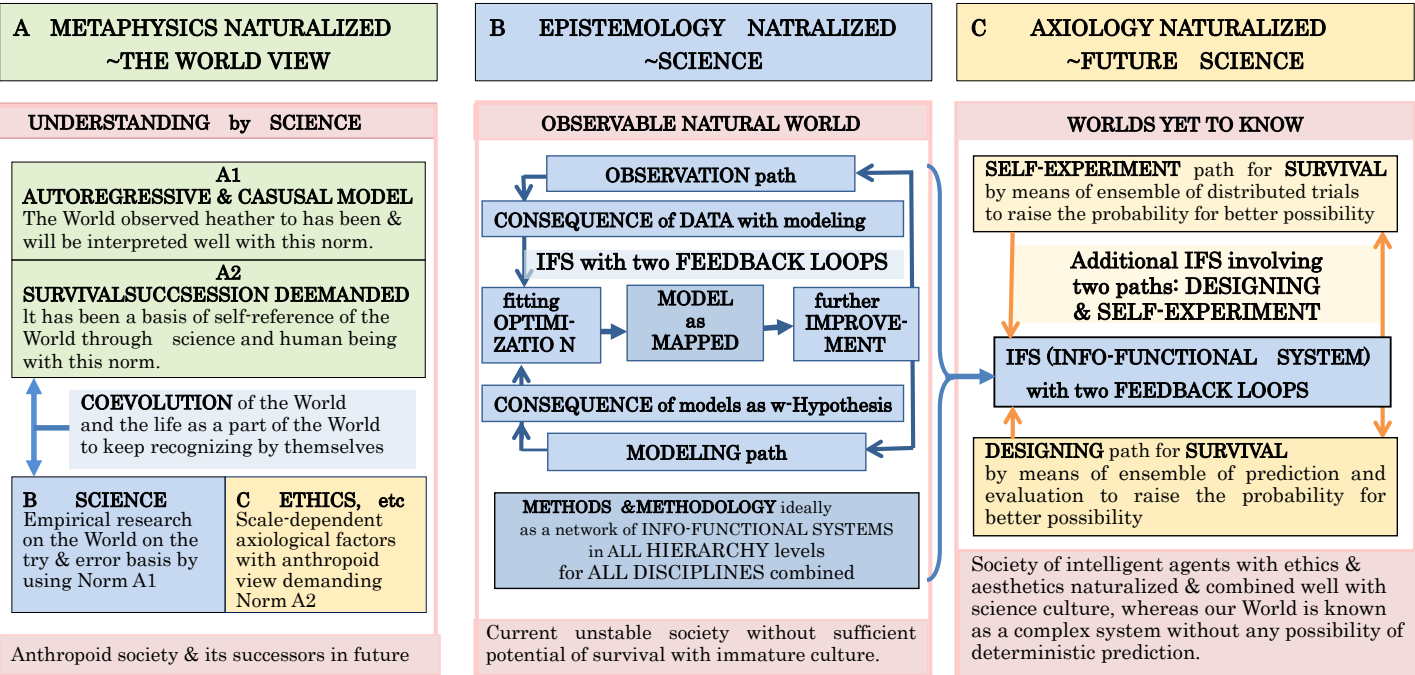 A METAPHYSICS NATURALIZED
~THE WORLD VIEW
UNDERSTANDING by SCIENCE
A1
AUTOREGRESSIVE & CASUSAL MODEL
The World observed heather to has been &
will be interpreted well with this norm.
A2
SURVIVALSUCCSESSION DEEMANDED
It has been a basis of self-reference of the
World through science and human being
with this norm.
COEVOLUTION of the World
and the life as a part of the World
to keep recognizing by themselves
B SCIENCE
Empirical research
on the World on the
try & error basis by
using Norm A1
C ETHICS, etc
Scale-dependent
axiological factors
with anthropoid
view demanding
Norm A2
Anthropoid society & its successors in future
B EPISTEMOLOGY NATRALIZED
~SCIENCE
OBSERVABLE NATURAL WORLD
OBSERVATION path
CONSEQUENCE of DATA with modeling
IFS with two FEEDBACK LOOPS
fitting
OPTIMI-
ZATIO N
MODEL
as
MAPPED
further
IMPROVE-
MENT
CONSEQUENCE of models as w-Hypothesis
MODELING path
METHODS &METHODOLOGY ideally
as a network of INFO-FUNCTIONAL SYSTEMS
in ALL HIERARCHY levels
for ALL DISCIPLINES combined
Current unstable society without sufficient
potential of survival with immature culture.
C AXIOLOGY NATURALIZED
~FUTURE SCIENCE
WORLDS YET TO KNOW
SELF-EXPERIMENT path for SURVIVAL
by means of ensemble of distributed trials
to raise the probability for better possibility
Additional IFS involving
two paths: DESIGNING
& SELF-EXPERIMENT
IFS (INFO-FUNCTIONAL SYSTEM)
with two FEEDBACK LOOPS
DESIGNING path for SURVIVAL
by means of ensemble of prediction and
evaluation to raise the probability for
better possibility
Society of intelligent agents with ethics &
aesthetics naturalized & combined well with
science culture, whereas our World is known
as a complex system without any possibility of
deterministic prediction.